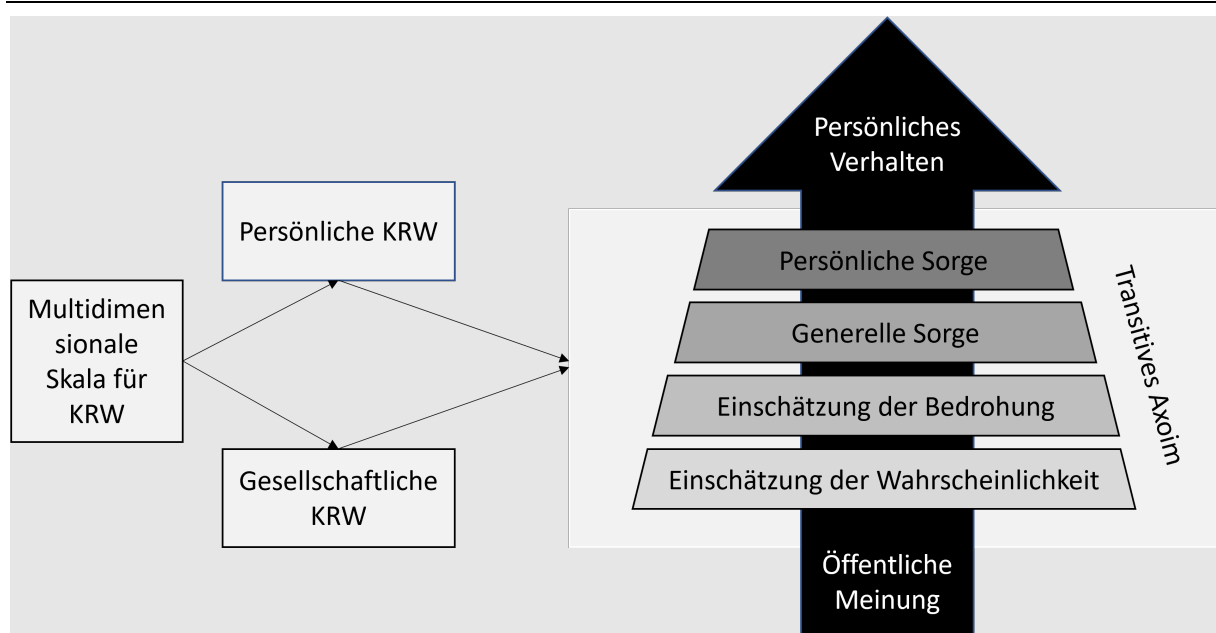 Multidimen
sionale
Skala für
KRW
Persönliche KRW
Gesellschaftliche
KRW
Persönliches
Verhalten
Persönliche Sorge
Generelle Sorge
Einschätzung der Bedrohung
Einschätzung der Wahrscheinlichkeit
Öffentliche
Meinung
Transitives Axoim